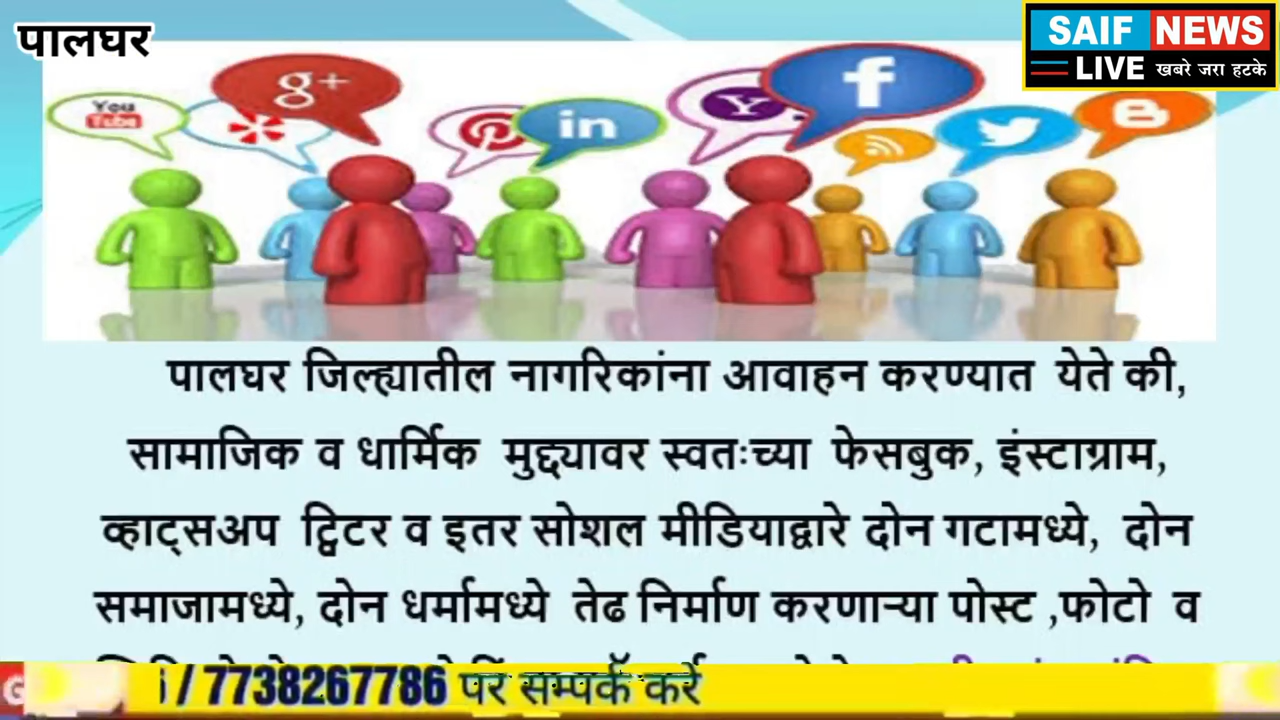 पालघर
SAIF NEWS
LIVE खबरे जरा हटके
You
Tube
g+
in
Y
f
पालघर जिल्ह्यातील नागरिकांना आवाहन करण्यात येते की,
सामाजिक व धार्मिक मुद्द्यावर स्वतःच्या फेसबुक, इंस्टाग्राम,
व्हाट्सअप ट्विटर व इतर सोशल मीडियाद्वारे दोन गटामध्ये, दोन
समाजामध्ये, दोन धर्मामध्ये तेढ निर्माण करणाऱ्या पोस्ट ,फोटो व
/ 7738267786 पर सम्पर्कॅ करें